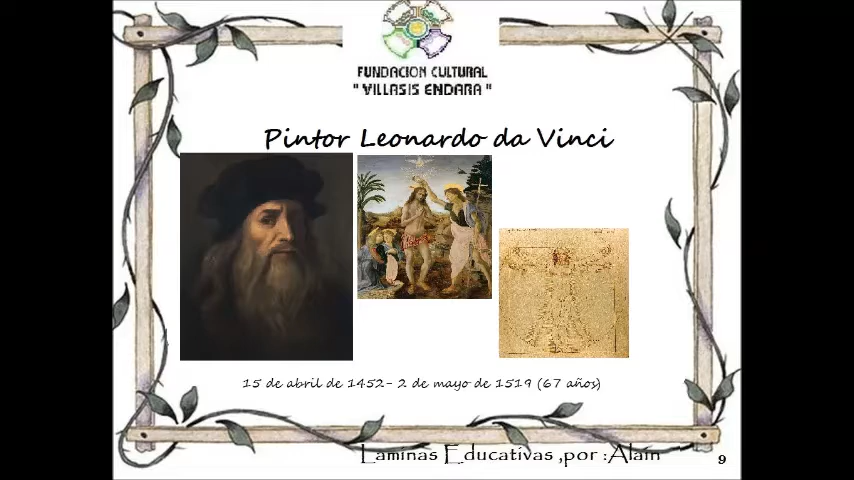 FUNDACION CULTURAL
" VILLASIS ENDARA "
Pintor Leonardo da Vinci
15 de abril de 1452- 2 de mayo de 1519 (67 años)
Laminas Educativas ,por :Alain
9